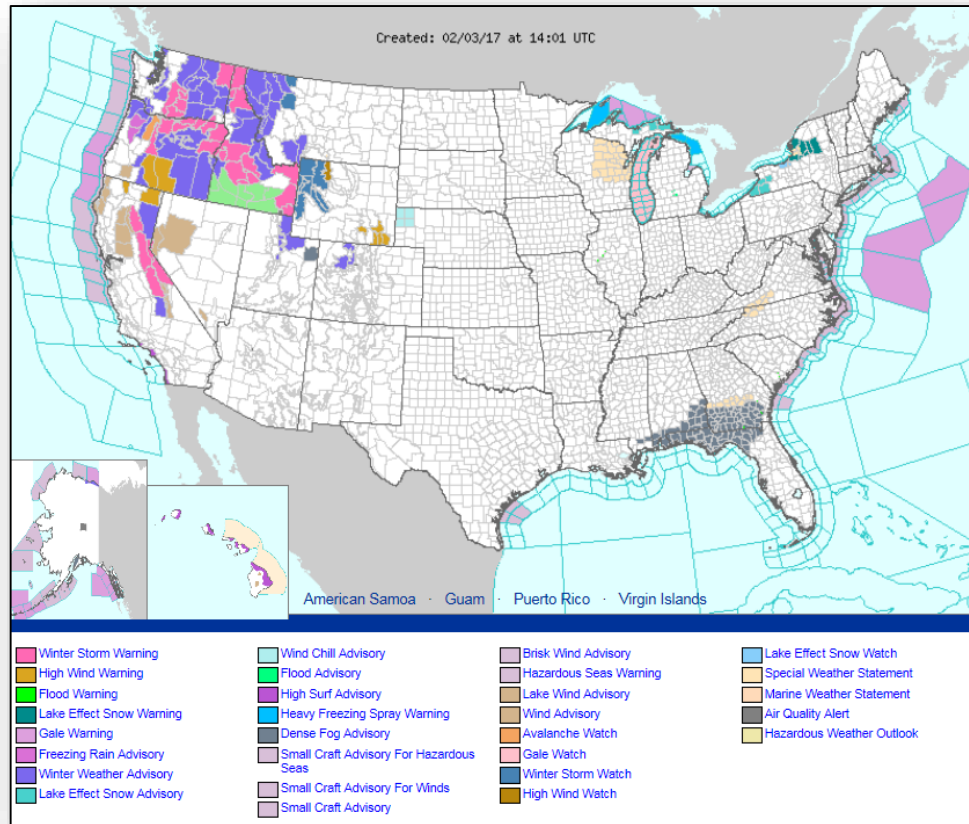 Created: 02/03/17 at 14:01 UTC
American Samoa · Guam · Puerto Rico · Virgin Islands
Winter Storm Warning
High Wind Warning
Flood Warning
Lake Effect Snow Warning
Gale Warning
Freezing Rain Advisory
Winter Weather Advisory
Lake Effect Snow Advisory
Wind Chill Advisory
Flood Advisory
High Surf Advisory
Heavy Freezing Spray Warning
Dense Fog Advisory
Small Craft Advisory For Hazardous
Seas
Small Craft Advisory For Winds
Small Craft Advisory
Brisk Wind Advisory
Hazardous Seas Warning
Lake Wind Advisory
Wind Advisory
Avalanche Watch
Gale Watch
Winter Storm Watch
High Wind Watch
Lake Effect Snow Watch
Special Weather Statement
Marine Weather Statement
Air Quality Alert
Hazardous Weather Outlook